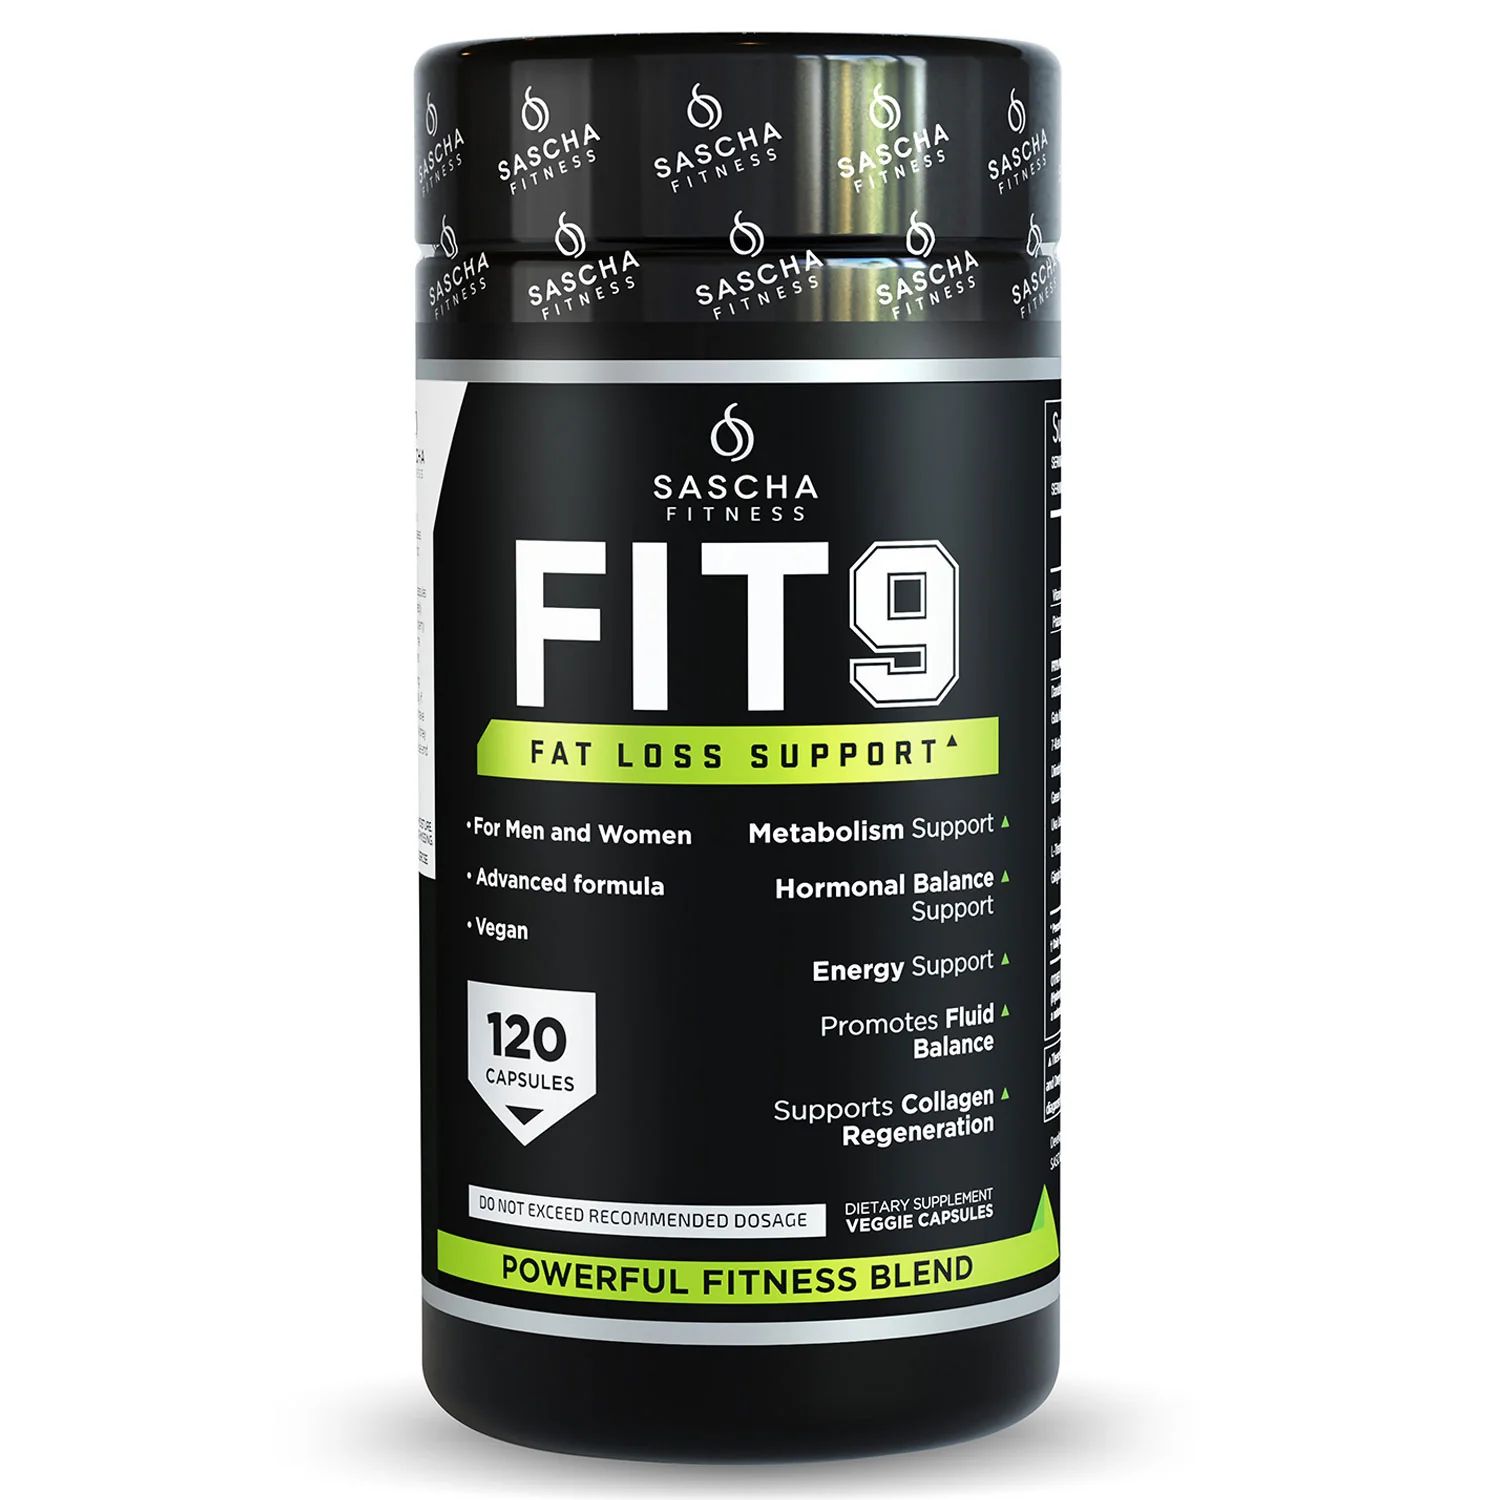 SASCHA
FITNESS
SASCHA
FITNESS
SASCHA
FITNESS
SASCHA
FITNESS
SASCHA
FITNESS
SASCHA
FITNESS
SASCHA
FITNESS
SASCHA
FITNESS
SASCHA
FITNESS
SASCHA
FITNESS
FIT9
FAT LOSS SUPPORT▲
• For Men and Women
• Advanced formula
• Vegan
120
CAPSULES
Metabolism Support ▲
Hormonal Balance ▲
Support
Energy Support ▲
Promotes Fluid ▲
Balance
Supports Collagen ▲
Regeneration
DO NOT EXCEED RECOMMENDED DOSAGE
DIETARY SUPPLEMENT
VEGGIE CAPSULES
POWERFUL FITNESS BLEND